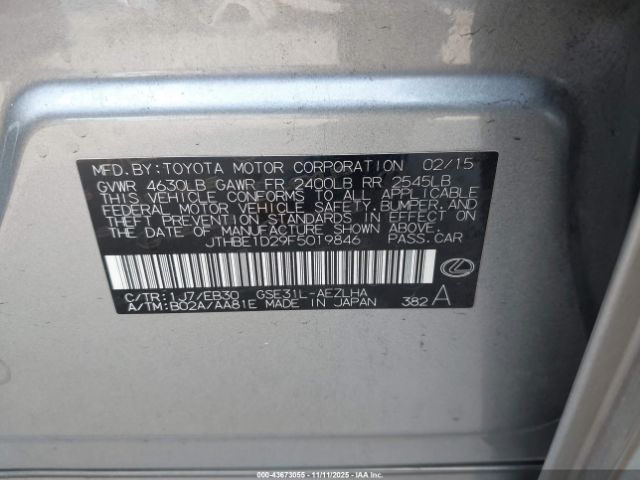 MFD.BY:TOYOTA MOTOR CORPORATION 02/15
GVWR 4630LB GAWR FR 2400LB RR 2545LB
THIS VEHICLE CONFORMS TO ALL APPLICABLE
FEDERAL MOTOR VEHICLE SAFETY, BUMPER, AND
THEFT PREVENTION STANDARDS IN EFFECT ON
THE DATE OF MANUFACTURE SHOWN ABOVE.
JTHBE1D29F5019846 PASS.CAR
C/TR:1J7/EB30 GSE31L-AEZLHA
A/TM:B02A/AA81E MADE IN JAPAN 382 A
© IAA 43673055 - 11/11/2025 - IAAI.COM